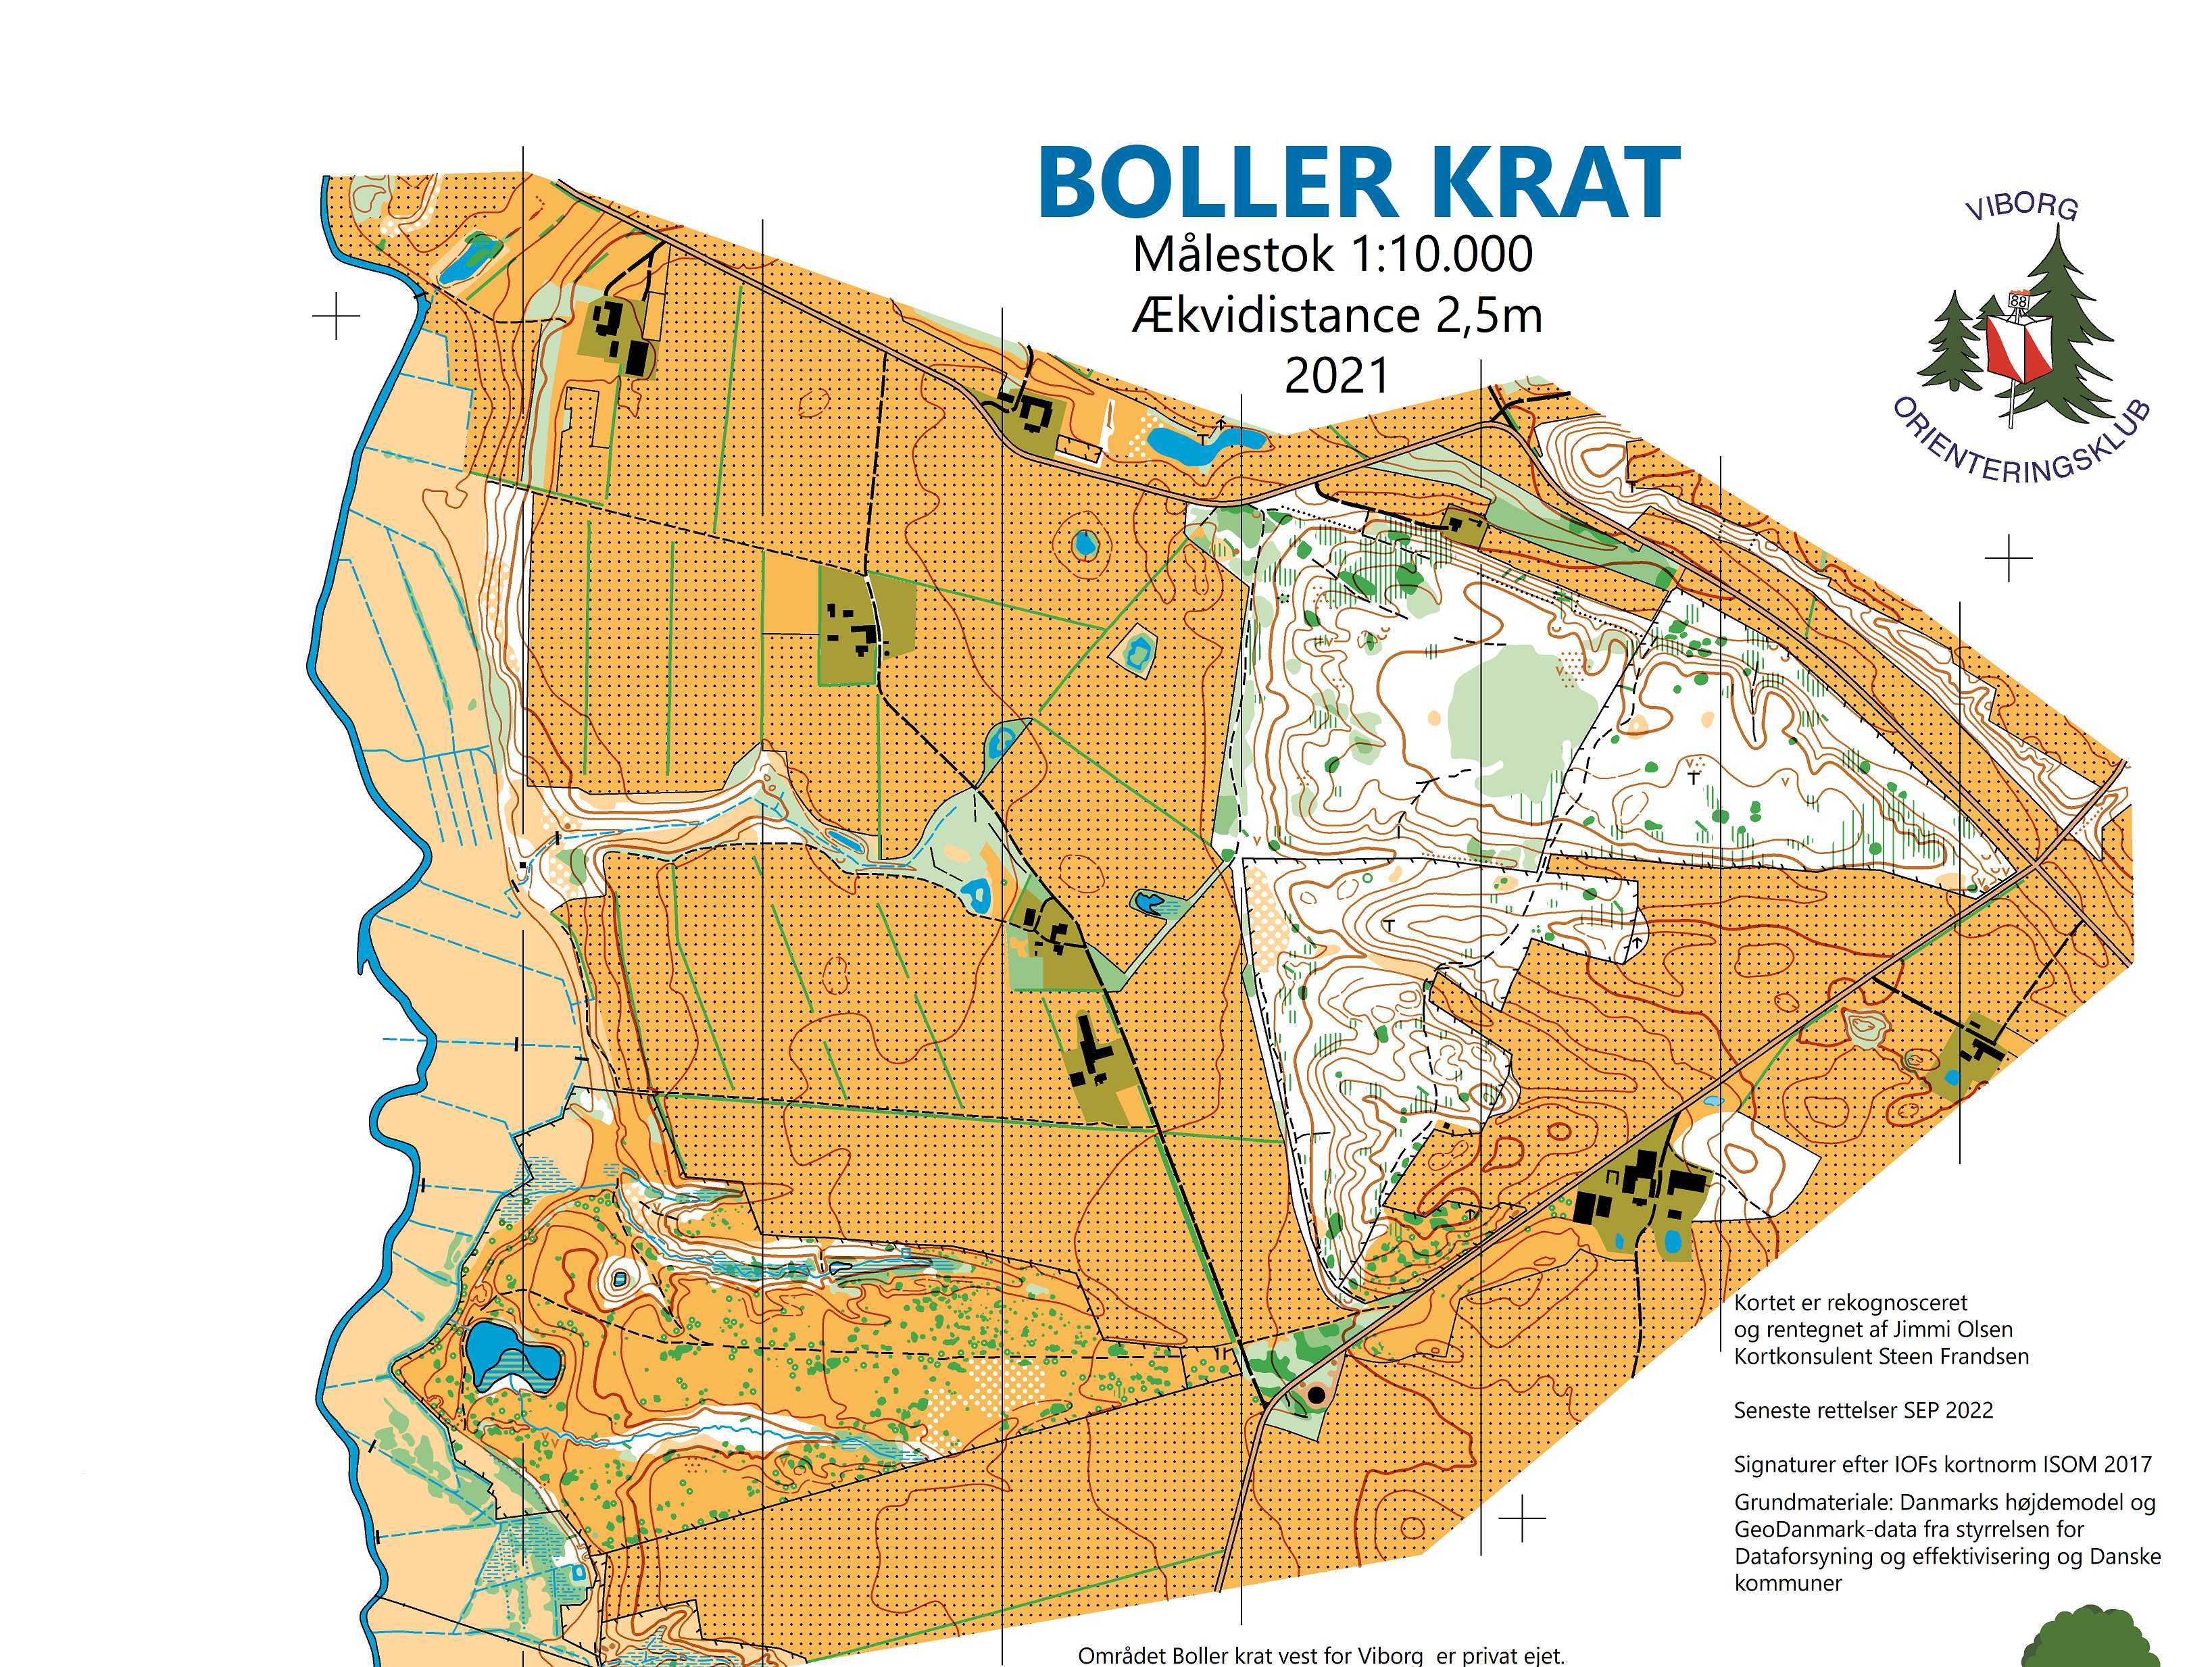 BOLLER KRAT
Målestok 1:10.000
Ækvidistance 2,5m
2021
VIBORG
88
ORIENTERINGSKLUB
Kortet er rekognosceret
og rentegnet af Jimmi Olsen
Kortkonsulent Steen Frandsen
Seneste rettelser SEP 2022
Signaturer efter IOFs kortnorm ISOM 2017
Grundmateriale: Danmarks højdemodel og
GeoDanmark-data fra styrrelsen for
Dataforsyning og effektivisering og Danske
kommuner
Området Boller krat vest for Viborg er privat ejet.